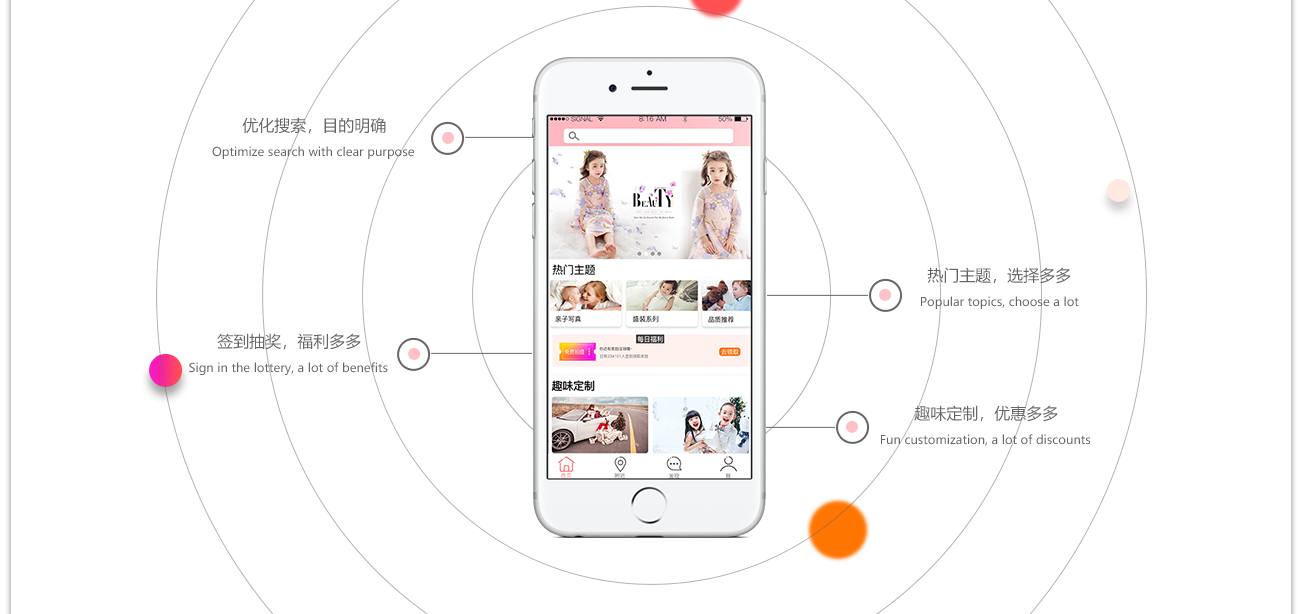 优化搜索，目的明确
Optimize search with clear purpose
签到抽奖，福利多多
Sign in the lottery, a lot of benefits
SIGNAL
8:16 AM
50%
BEAUTY
热门主题
亲子写真
盛装系列
品质推荐
每日福利
去领取
趣味定制
首页
附近
发现
我
热门主题，选择多多
Popular topics, choose a lot
趣味定制，优惠多多
Fun customization, a lot of discounts